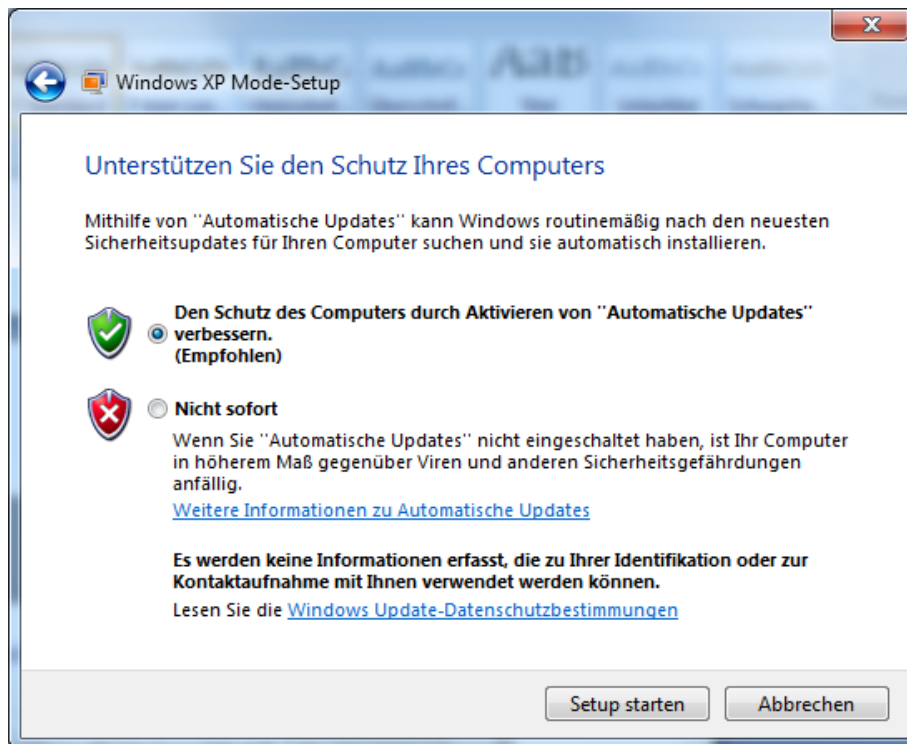 Windows XP Mode-Setup
Unterstützen Sie den Schutz Ihres Computers
Mithilfe von "Automatische Updates" kann Windows routinemäßig nach den neuesten
Sicherheitsupdates für Ihren Computer suchen und sie automatisch installieren.
Den Schutz des Computers durch Aktivieren von "Automatische Updates"
verbessern.
(Empfohlen)
Nicht sofort
Wenn Sie "Automatische Updates" nicht eingeschaltet haben, ist Ihr Computer
in höherem Maß gegenüber Viren und anderen Sicherheitsgefährdungen
anfällig.
Weitere Informationen zu Automatische Updates
Es werden keine Informationen erfasst, die zu Ihrer Identifikation oder zur
Kontaktaufnahme mit Ihnen verwendet werden können.
Lesen Sie die Windows Update-Datenschutzbestimmungen
Setup starten Abbrechen